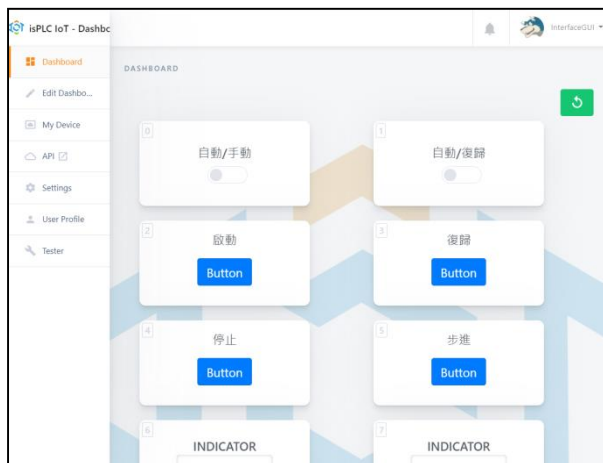 isPLC IoT - Dashbo
InterfaceGUI
Dashboard
Edit Dashbo...
My Device
API
Settings
User Profile
Tester
DASHBOARD
0
自動/手動
1
自動/復歸
2
啟動
Button
3
復歸
Button
4
停止
Button
5
步進
Button
6
INDICATOR
7
INDICATOR